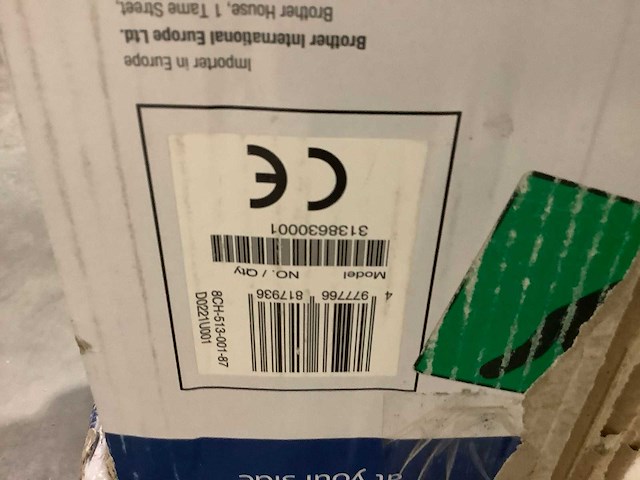 at your side
4 977766 817936
8CH-513-001-87
D0221U001
Model NO. / Qty
3138630001
CE
Importer in Europe
Brother International Europe Ltd.
Brother House, 1 Tame Street,